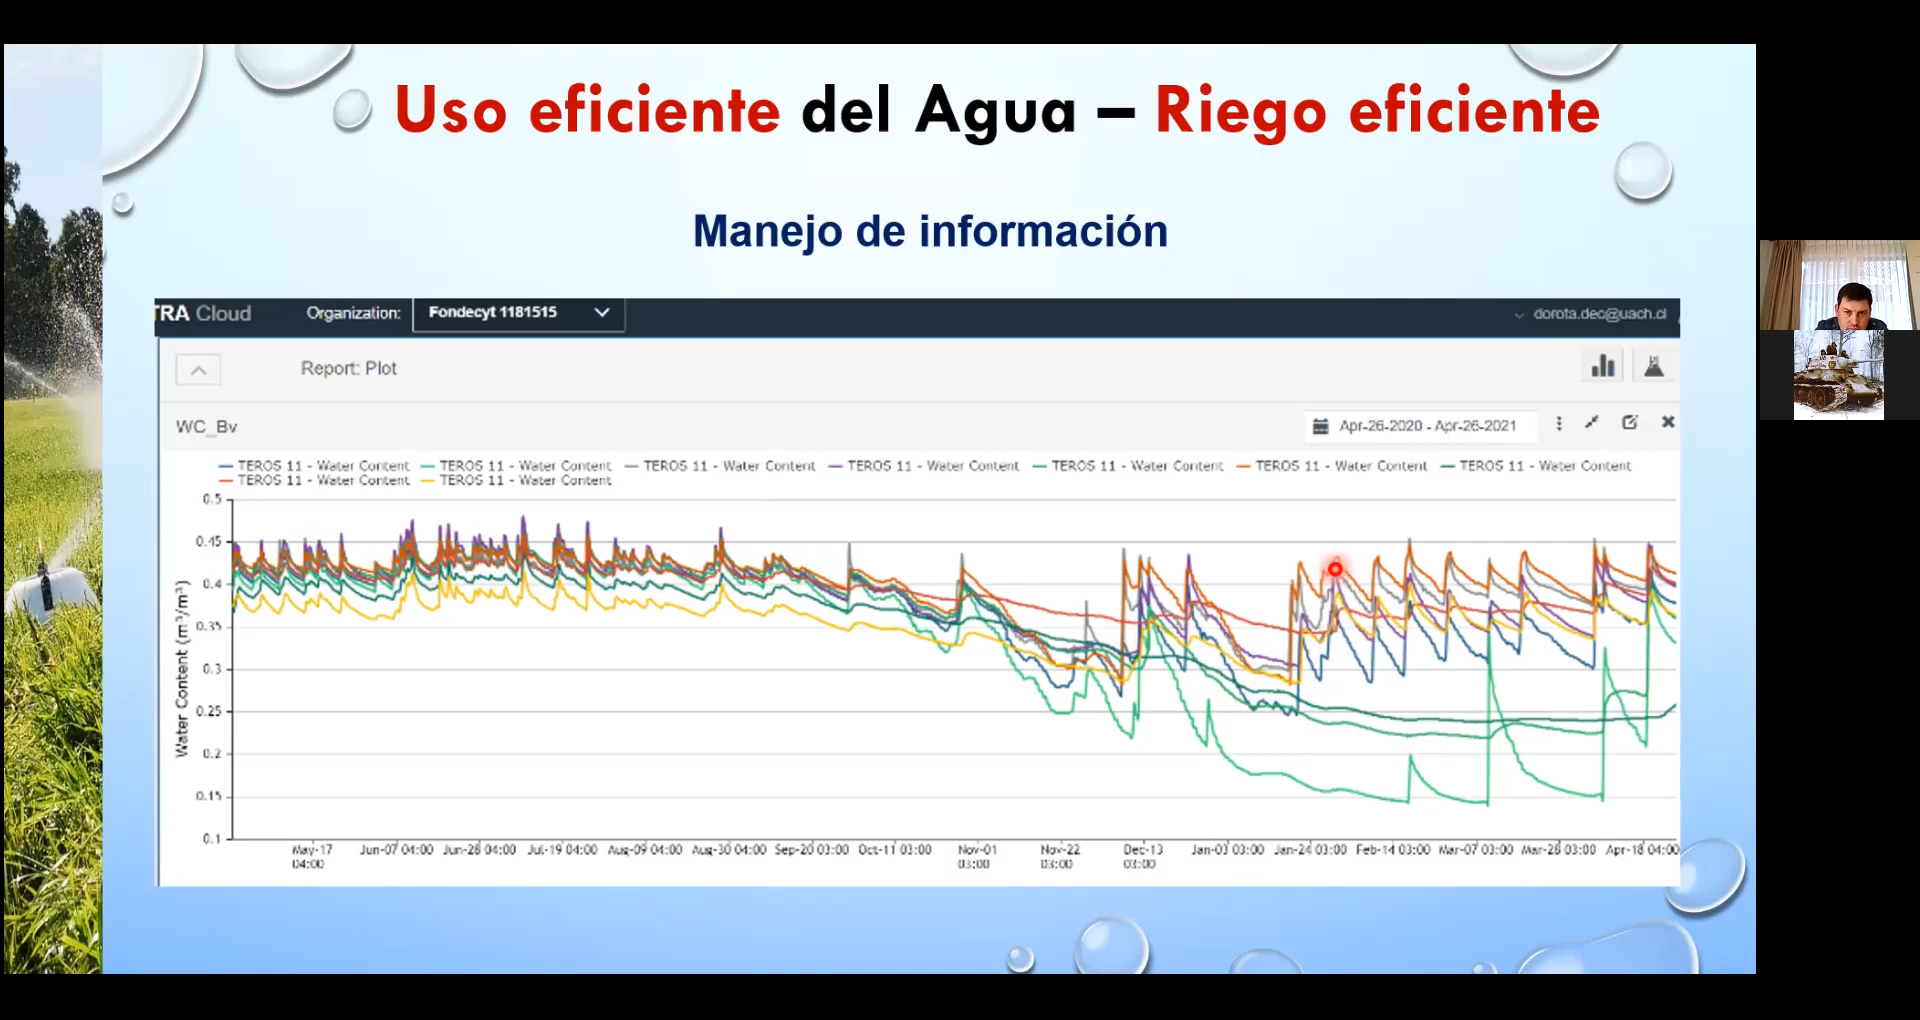 Uso eficiente del Agua – Riego eficiente
Manejo de información
TRA Cloud Organization: Fondecyt 1181515 dorota.dec@uach.cl
Report: Plot
WC_Bv Apr-26-2020 - Apr-26-2021
TEROS 11 - Water Content TEROS 11 - Water Content TEROS 11 - Water Content TEROS 11 - Water Content TEROS 11 - Water Content TEROS 11 - Water Content TEROS 11 - Water Content
TEROS 11 - Water Content TEROS 11 - Water Content
Water Content (m³/m³)
0.5
0.45
0.4
0.35
0.3
0.25
0.2
0.15
0.1
May-17 04:00 Jun-07 04:00 Jun-28 04:00 Jul-19 04:00 Aug-09 04:00 Aug-30 04:00 Sep-20 03:00 Oct-11 03:00 Nov-01 03:00 Nov-22 03:00 Dec-13 03:00 Jan-03 03:00 Jan-24 03:00 Feb-14 03:00 Mar-07 03:00 Mar-28 03:00 Apr-18 04:00